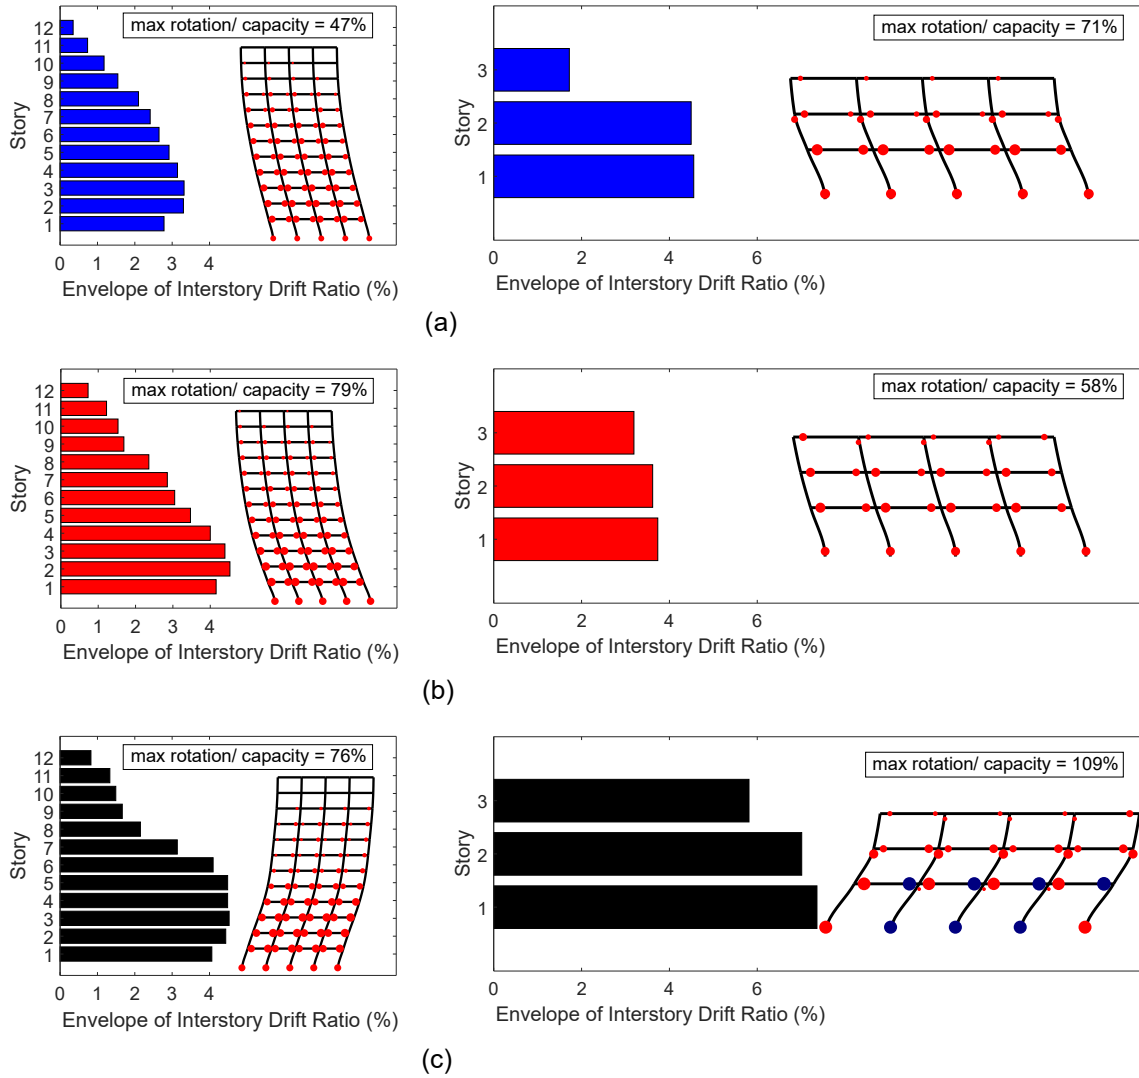 max rotation/ capacity = 47%
12
11
10
9
8
7
6
5
4
3
2
1
Story
0 1 2 3 4
Envelope of Interstory Drift Ratio (%)
max rotation/ capacity = 71%
3
2
1
Story
0 2 4 6
Envelope of Interstory Drift Ratio (%)
(a)
max rotation/ capacity = 79%
12
11
10
9
8
7
6
5
4
3
2
1
Story
0 1 2 3 4
Envelope of Interstory Drift Ratio (%)
max rotation/ capacity = 58%
3
2
1
Story
0 2 4 6
Envelope of Interstory Drift Ratio (%)
(b)
max rotation/ capacity = 76%
12
11
10
9
8
7
6
5
4
3
2
1
Story
0 1 2 3 4
Envelope of Interstory Drift Ratio (%)
max rotation/ capacity = 109%
3
2
1
Story
0 2 4 6
Envelope of Interstory Drift Ratio (%)
(c)